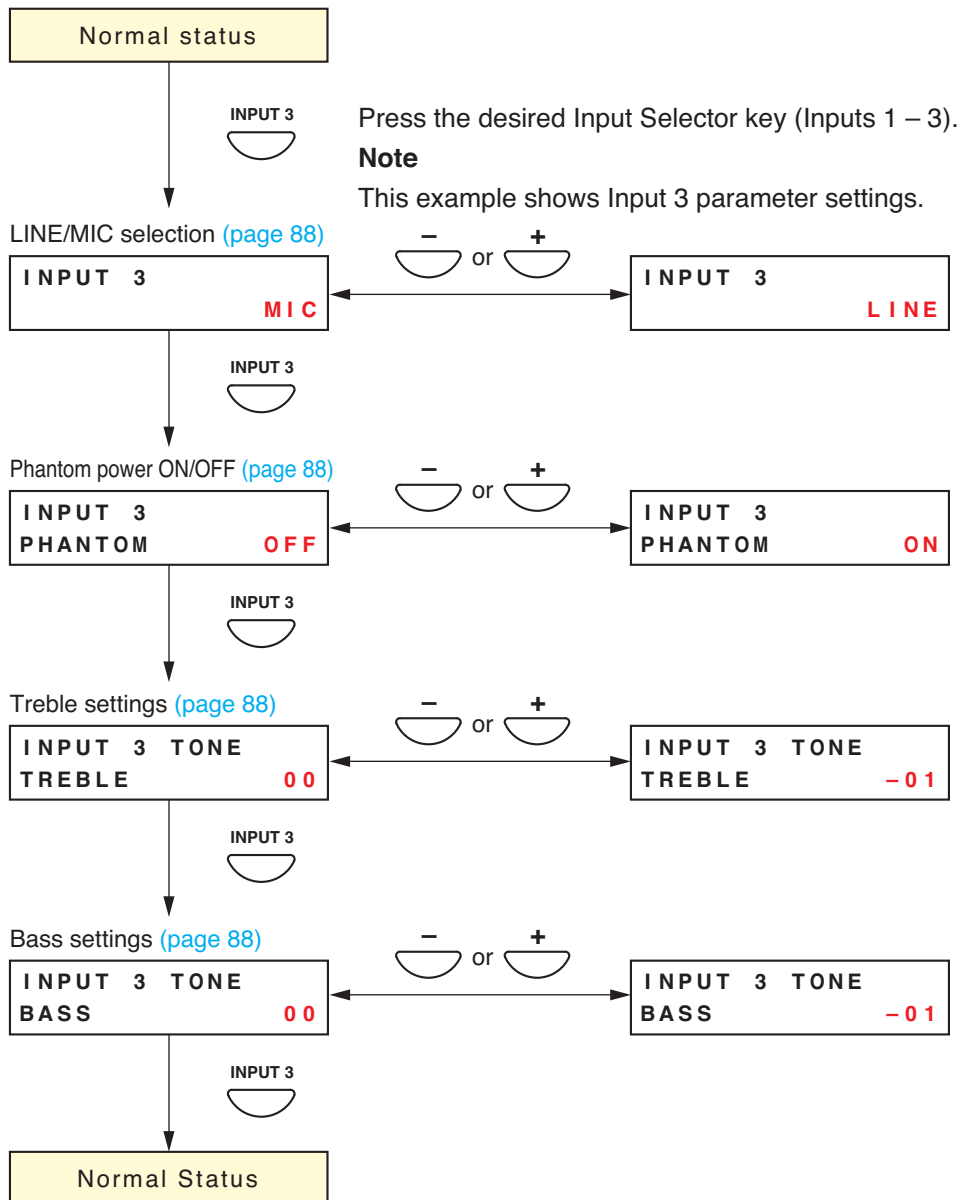 Normal status
INPUT 3
Press the desired Input Selector key (Inputs 1 – 3).
Note
This example shows Input 3 parameter settings.
LINE/MIC selection (page 88)
– or +
INPUT 3
MIC
INPUT 3
LINE
INPUT 3
Phantom power ON/OFF (page 88)
– or +
INPUT 3
PHANTOM OFF
INPUT 3
PHANTOM ON
INPUT 3
Treble settings (page 88)
– or +
INPUT 3 TONE
TREBLE 00
INPUT 3 TONE
TREBLE –01
INPUT 3
Bass settings (page 88)
– or +
INPUT 3 TONE
BASS 00
INPUT 3 TONE
BASS –01
INPUT 3
Normal Status